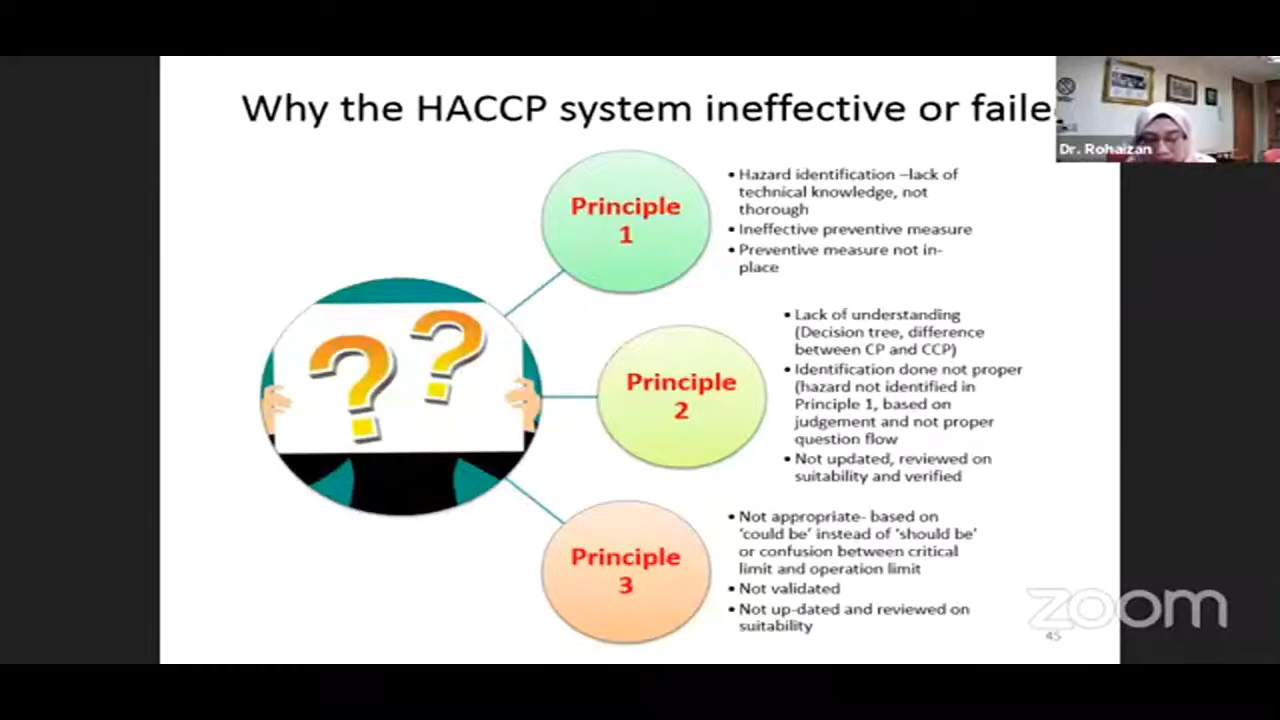 Why the HACCP system ineffective or faile
Dr. Rohaizan
Principle
1
• Hazard identification –lack of
technical knowledge, not
thorough
• Ineffective preventive measure
• Preventive measure not in-
place
Principle
2
• Lack of understanding
(Decision tree, difference
between CP and CCP)
• Identification done not proper
(hazard not identified in
Principle 1, based on
judgement and not proper
question flow
• Not updated, reviewed on
suitability and verified
Principle
3
• Not appropriate- based on
‘could be’ instead of ‘should be’
or confusion between critical
limit and operation limit
• Not validated
• Not up-dated and reviewed on
suitability
zoom
45